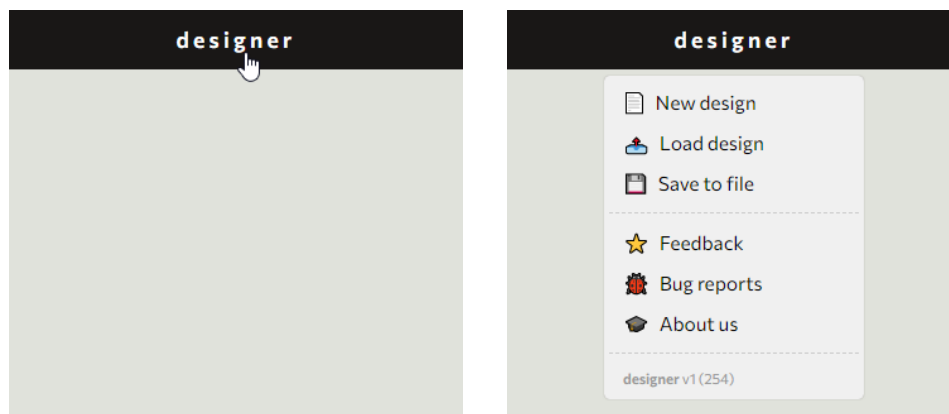 designer
designer
New design
Load design
Save to file
Feedback
Bug reports
About us
designer v1 (254)